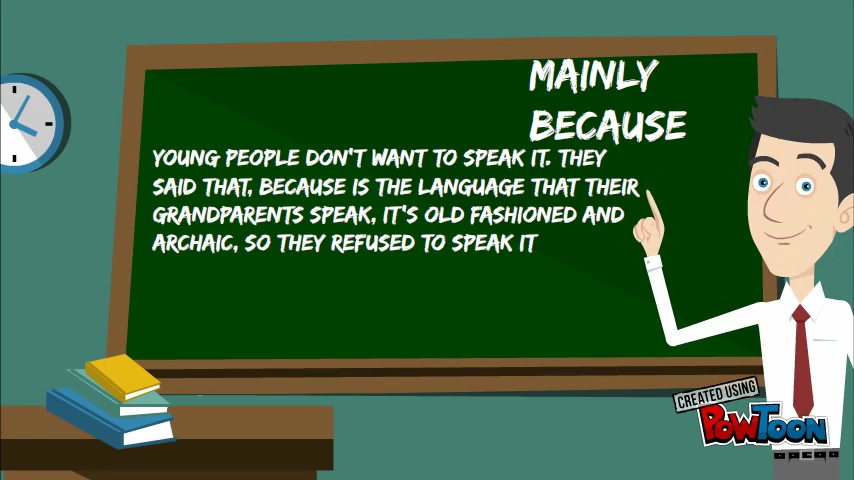 MAINLY
BECAUSE
YOUNG PEOPLE DON'T WANT TO SPEAK IT. THEY
SAID THAT, BECAUSE IS THE LANGUAGE THAT THEIR
GRANDPARENTS SPEAK, IT'S OLD FASHIONED AND
ARCHAIC, SO THEY REFUSED TO SPEAK IT
CREATED USING
POWTOON